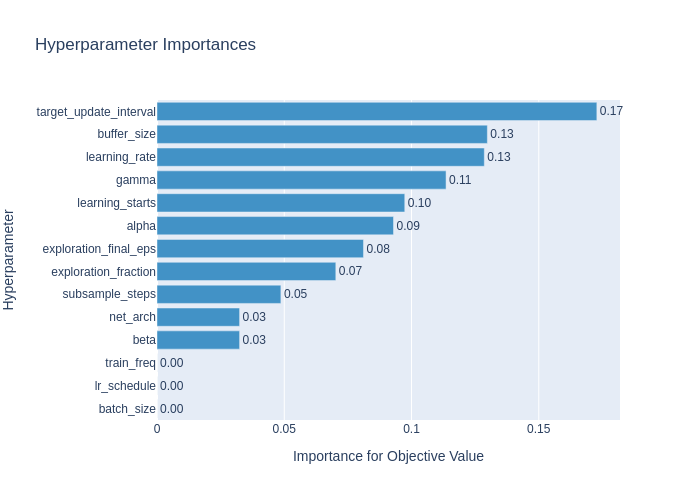 Hyperparameter Importances
target_update_interval 0.17
buffer_size 0.13
learning_rate 0.13
gamma 0.11
learning_starts 0.10
alpha 0.09
exploration_final_eps 0.08
exploration_fraction 0.07
subsample_steps 0.05
net_arch 0.03
beta 0.03
train_freq 0.00
lr_schedule 0.00
batch_size 0.00
0 0.05 0.1 0.15
Importance for Objective Value
Hyperparameter